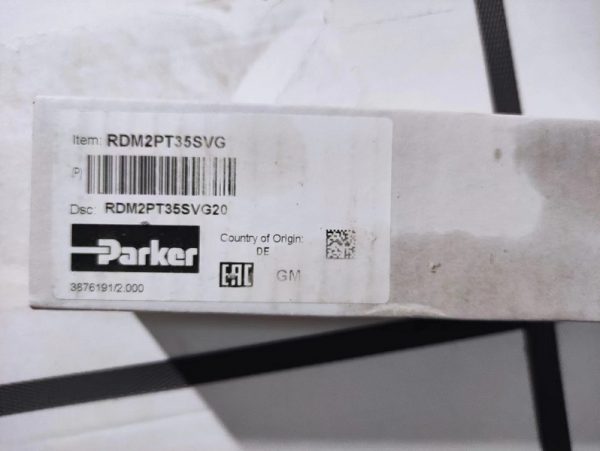 Item: RDM2PT35SVG
(P)
Dsc: RDM2PT35SVG20
Parker
Country of Origin:
DE
EAC
GM
3876191/2.000